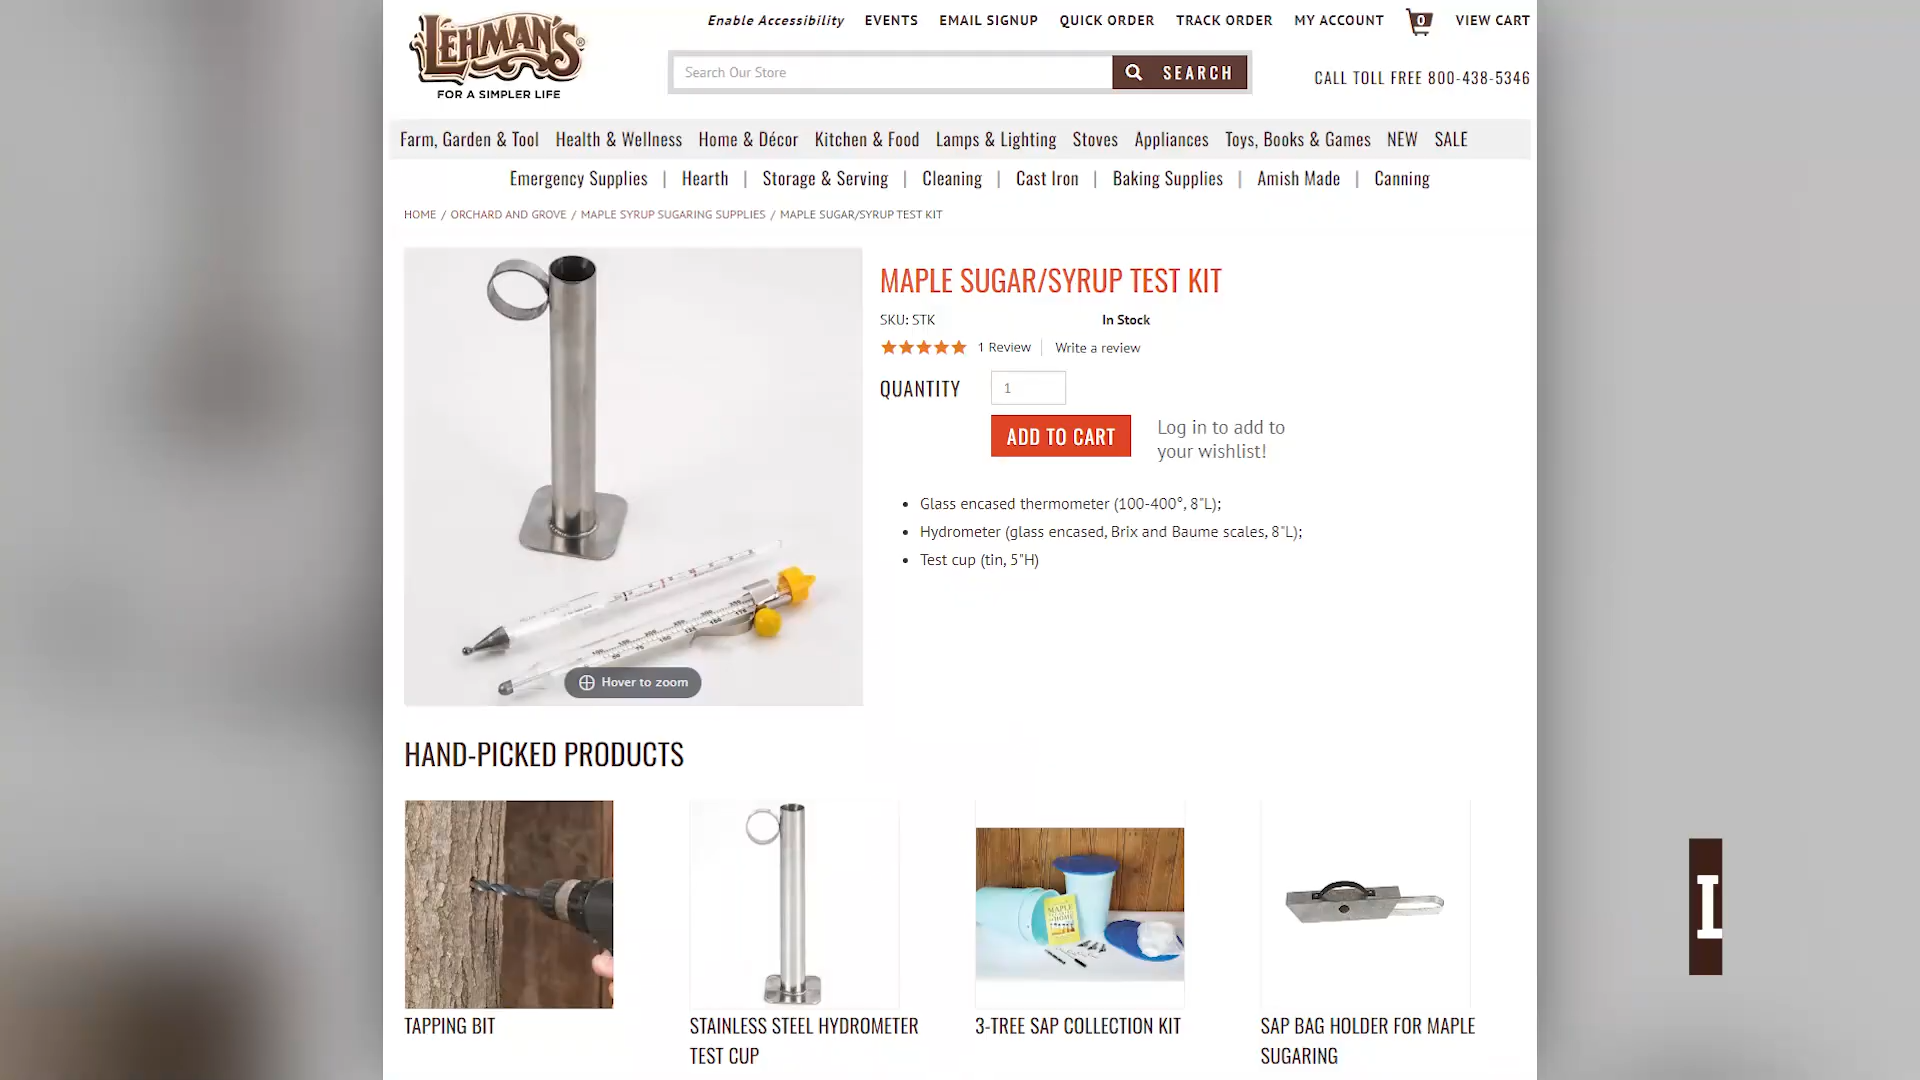 LEHMAN'S®
FOR A SIMPLER LIFE
Enable Accessibility EVENTS EMAIL SIGNUP QUICK ORDER TRACK ORDER MY ACCOUNT 0 VIEW CART
Search Our Store SEARCH
CALL TOLL FREE 800-438-5346
Farm, Garden & Tool Health & Wellness Home & Décor Kitchen & Food Lamps & Lighting Stoves Appliances Toys, Books & Games NEW SALE
Emergency Supplies | Hearth | Storage & Serving | Cleaning | Cast Iron | Baking Supplies | Amish Made | Canning
HOME / ORCHARD AND GROVE / MAPLE SYRUP SUGARING SUPPLIES / MAPLE SUGAR/SYRUP TEST KIT
MAPLE SUGAR/SYRUP TEST KIT
SKU: STK In Stock
1 Review Write a review
QUANTITY 1
ADD TO CART
Log in to add to
your wishlist!
• Glass encased thermometer (100-400°, 8"L);
• Hydrometer (glass encased, Brix and Baume scales, 8"L);
• Test cup (tin, 5"H)
Hover to zoom
HAND-PICKED PRODUCTS
MAPLE
TAPPING BIT
STAINLESS STEEL HYDROMETER
TEST CUP
3-TREE SAP COLLECTION KIT
SAP BAG HOLDER FOR MAPLE
SUGARING